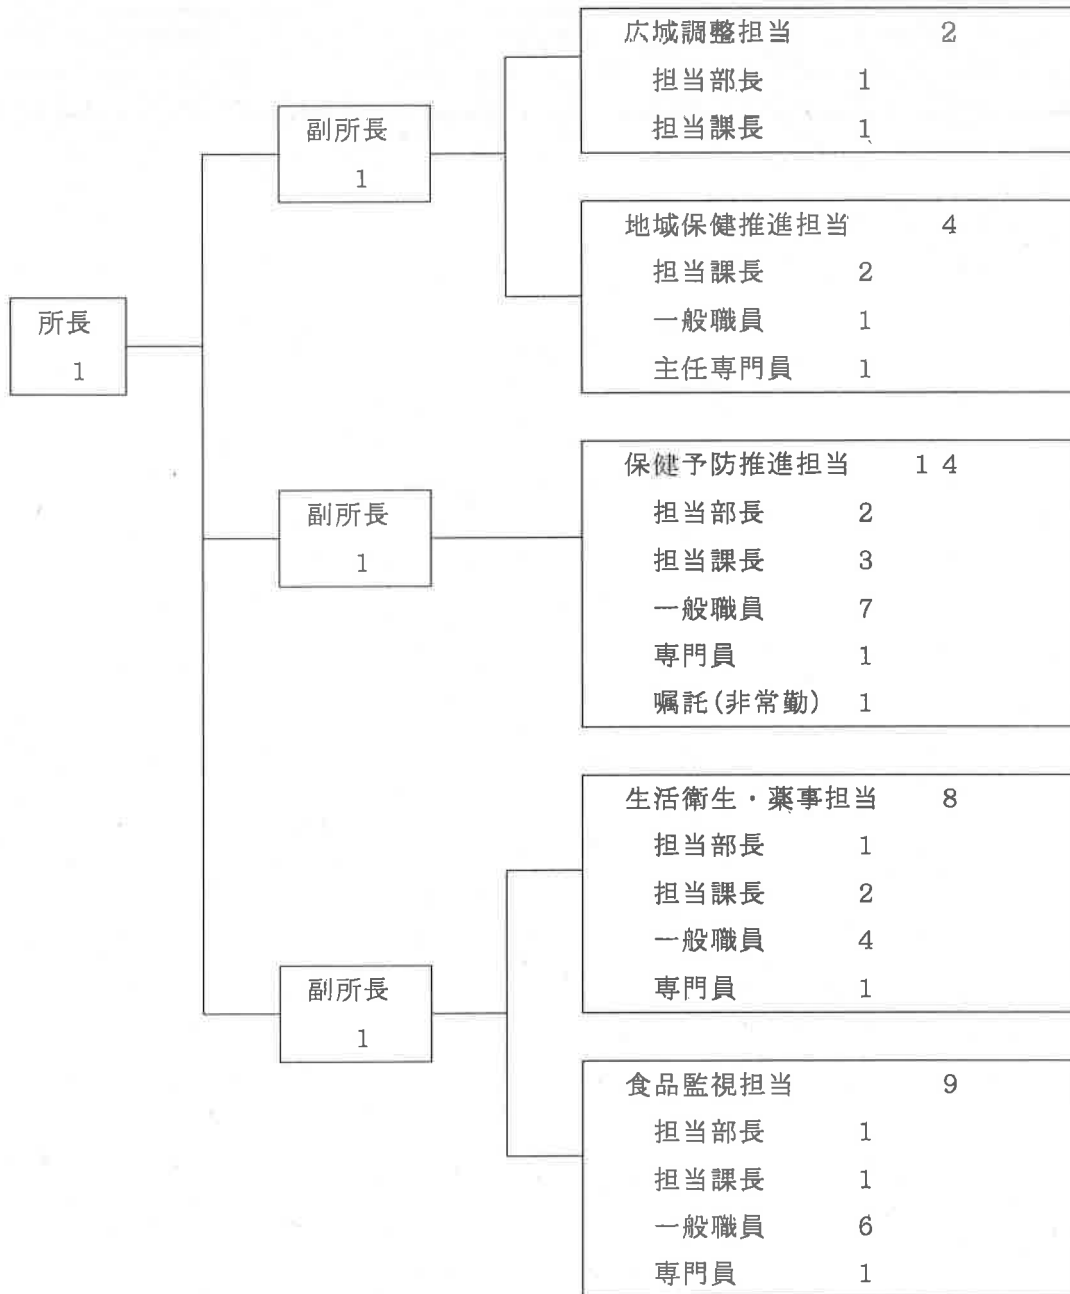 所長
1
副所長
1
広域調整担当 2
担当部長 1
担当課長 1
地域保健推進担当 4
担当課長 2
一般職員 1
主任専門員 1
副所長
1
保健予防推進担当 14
担当部長 2
担当課長 3
一般職員 7
専門員 1
嘱託(非常勤) 1
副所長
1
生活衛生・薬事担当 8
担当部長 1
担当課長 2
一般職員 4
専門員 1
食品監視担当 9
担当部長 1
担当課長 1
一般職員 6
専門員 1